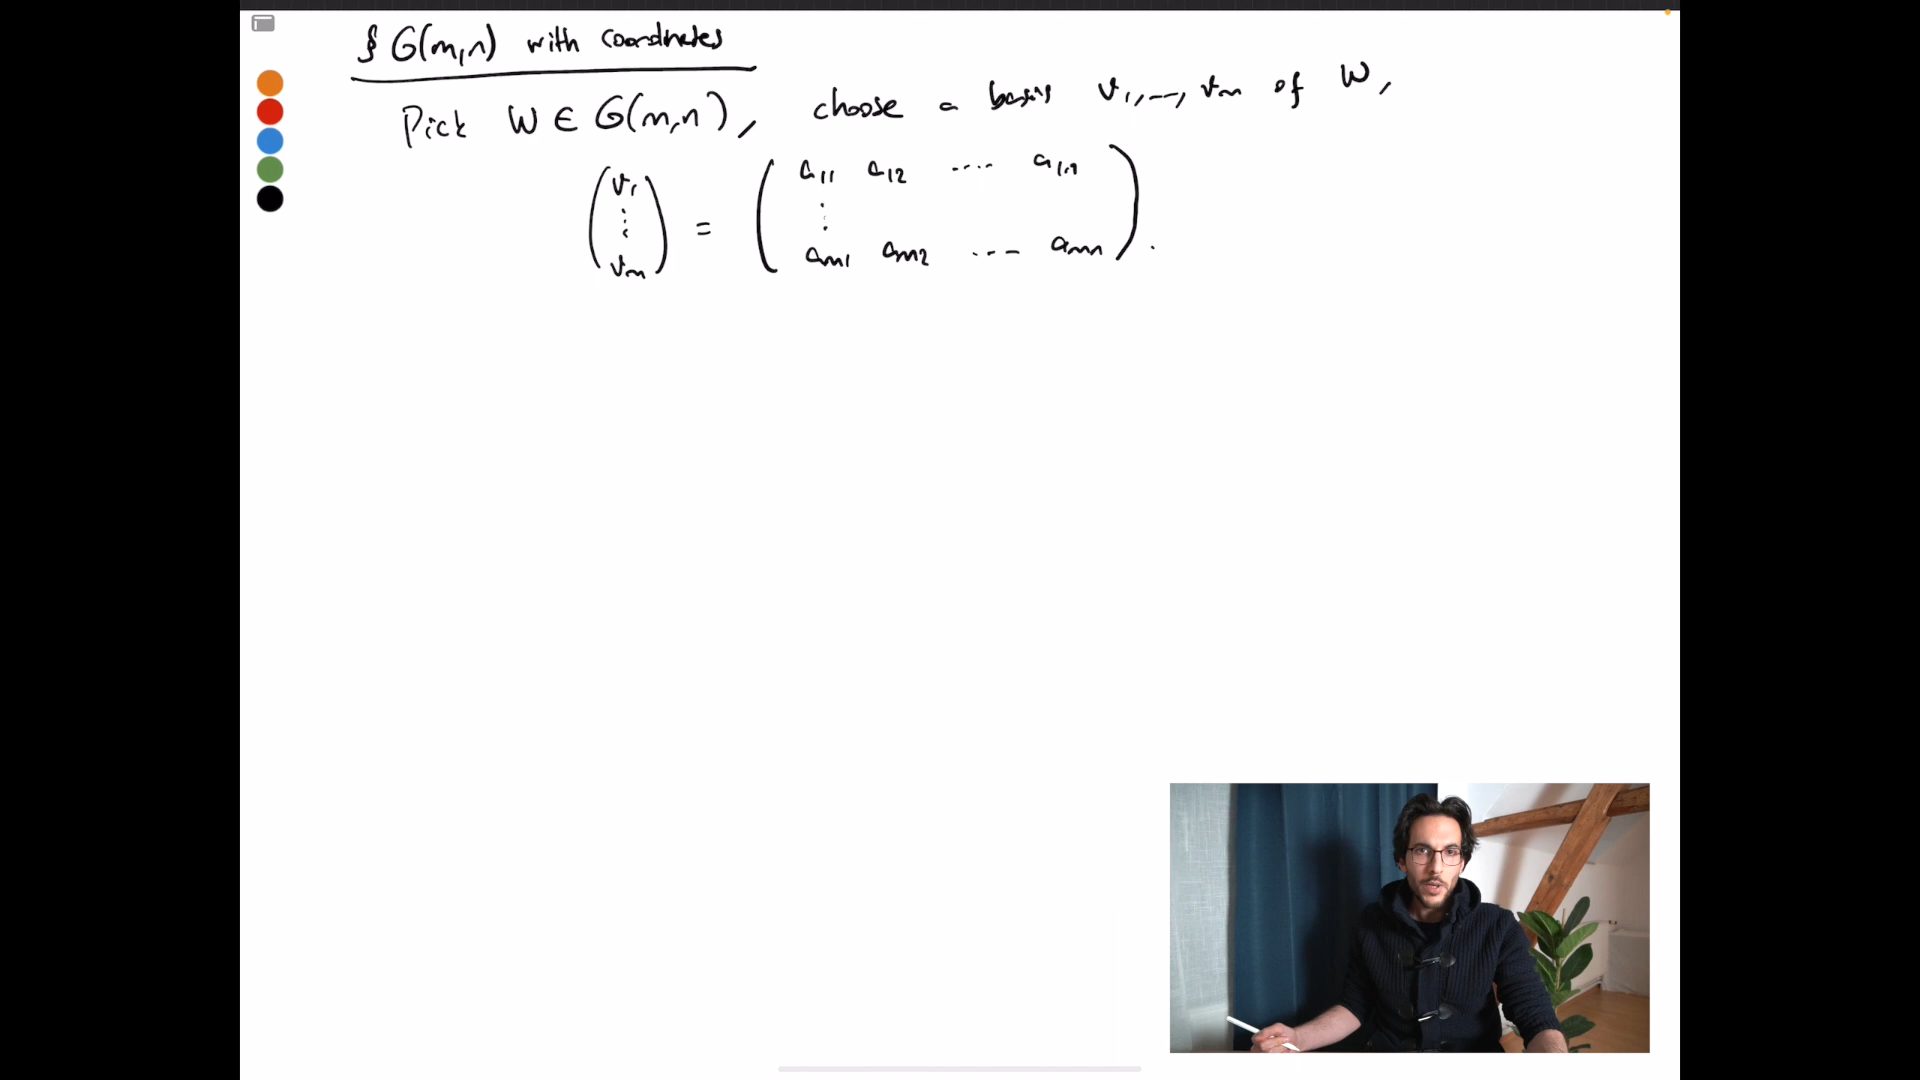 § G(m,n) with coordinates
Pick W ∈ G(m,n), choose a basis v₁,...,vₘ of W,
(v₁ ⋮ vₘ) = (a₁₁ a₁₂ .... a₁ₙ ⋮ aₘ₁ aₘ₂ .... aₘₙ).